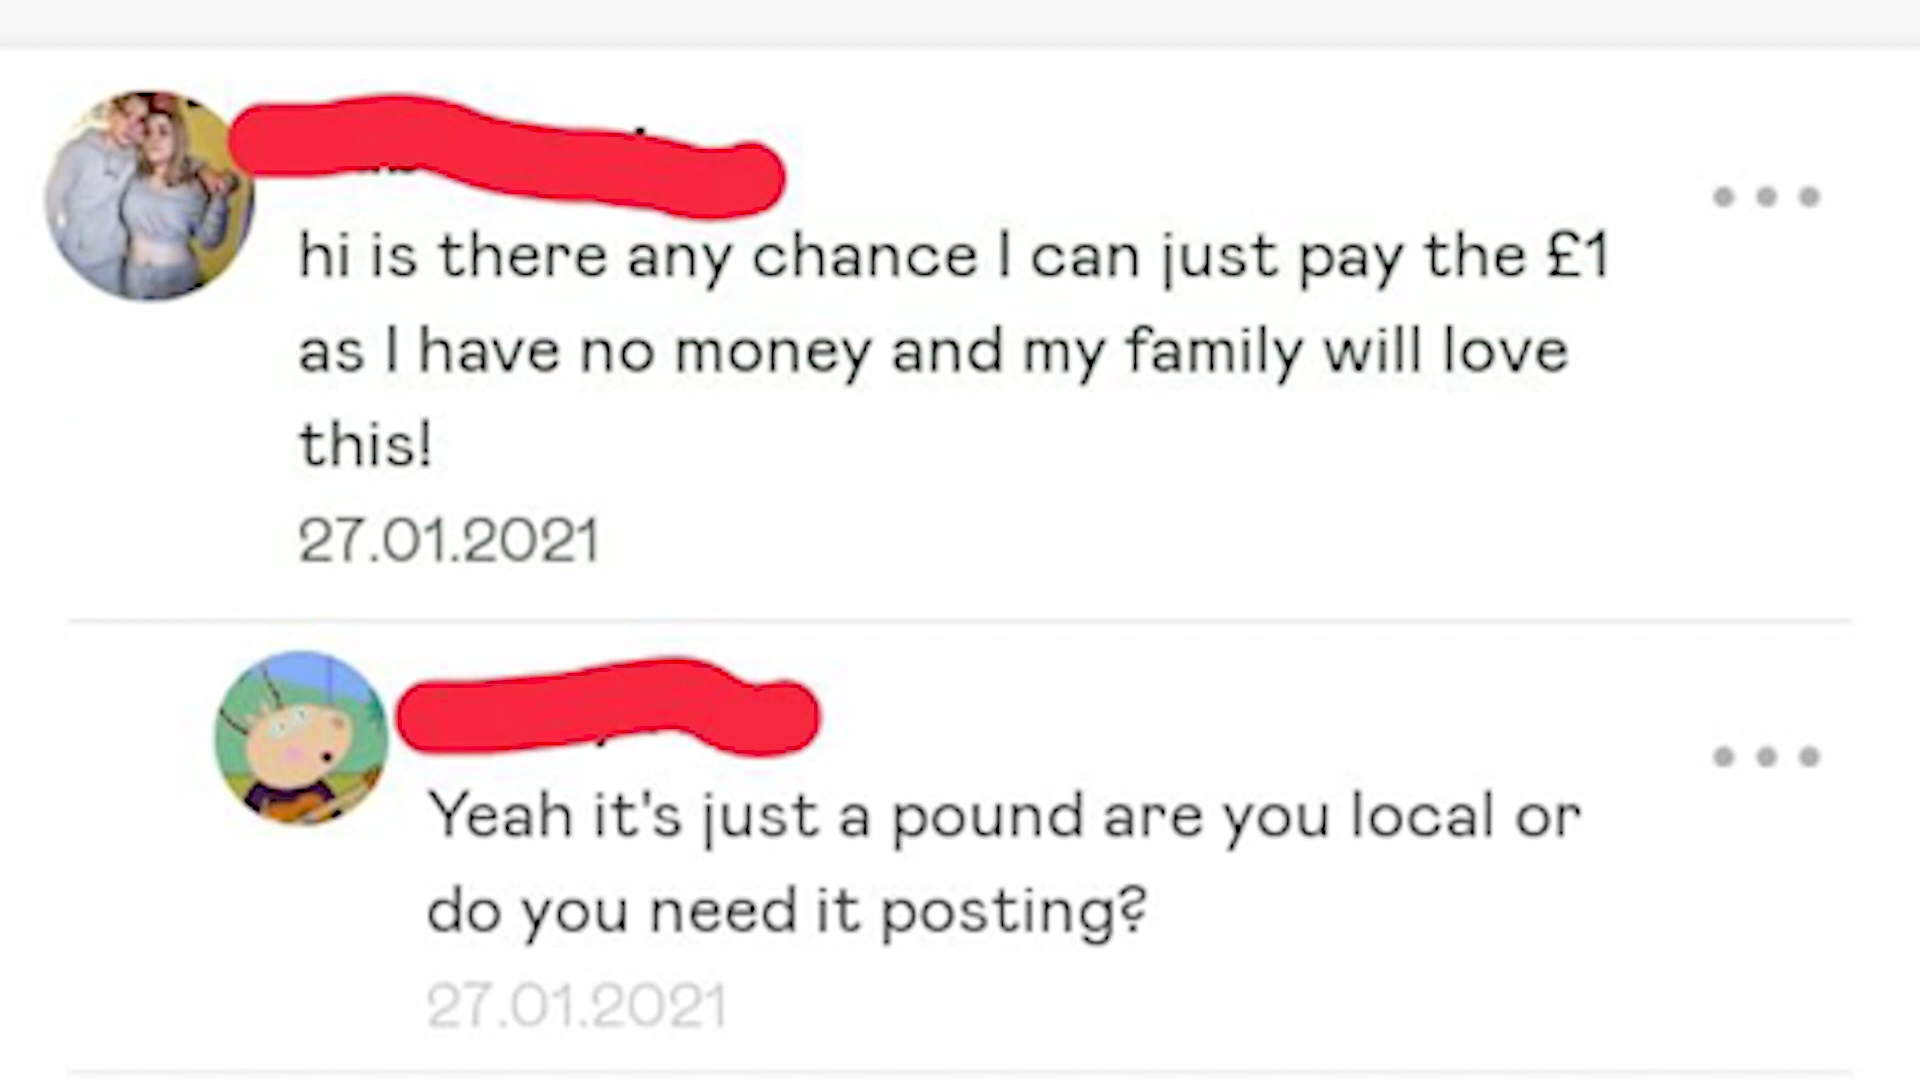 hi is there any chance I can just pay the £1
as I have no money and my family will love
this!
27.01.2021
Yeah it's just a pound are you local or
do you need it posting?
27.01.2021